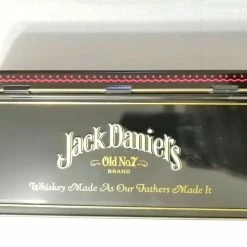 Jack Daniel's
Old No.7
BRAND
Whiskey Made As Our Fathers Made It